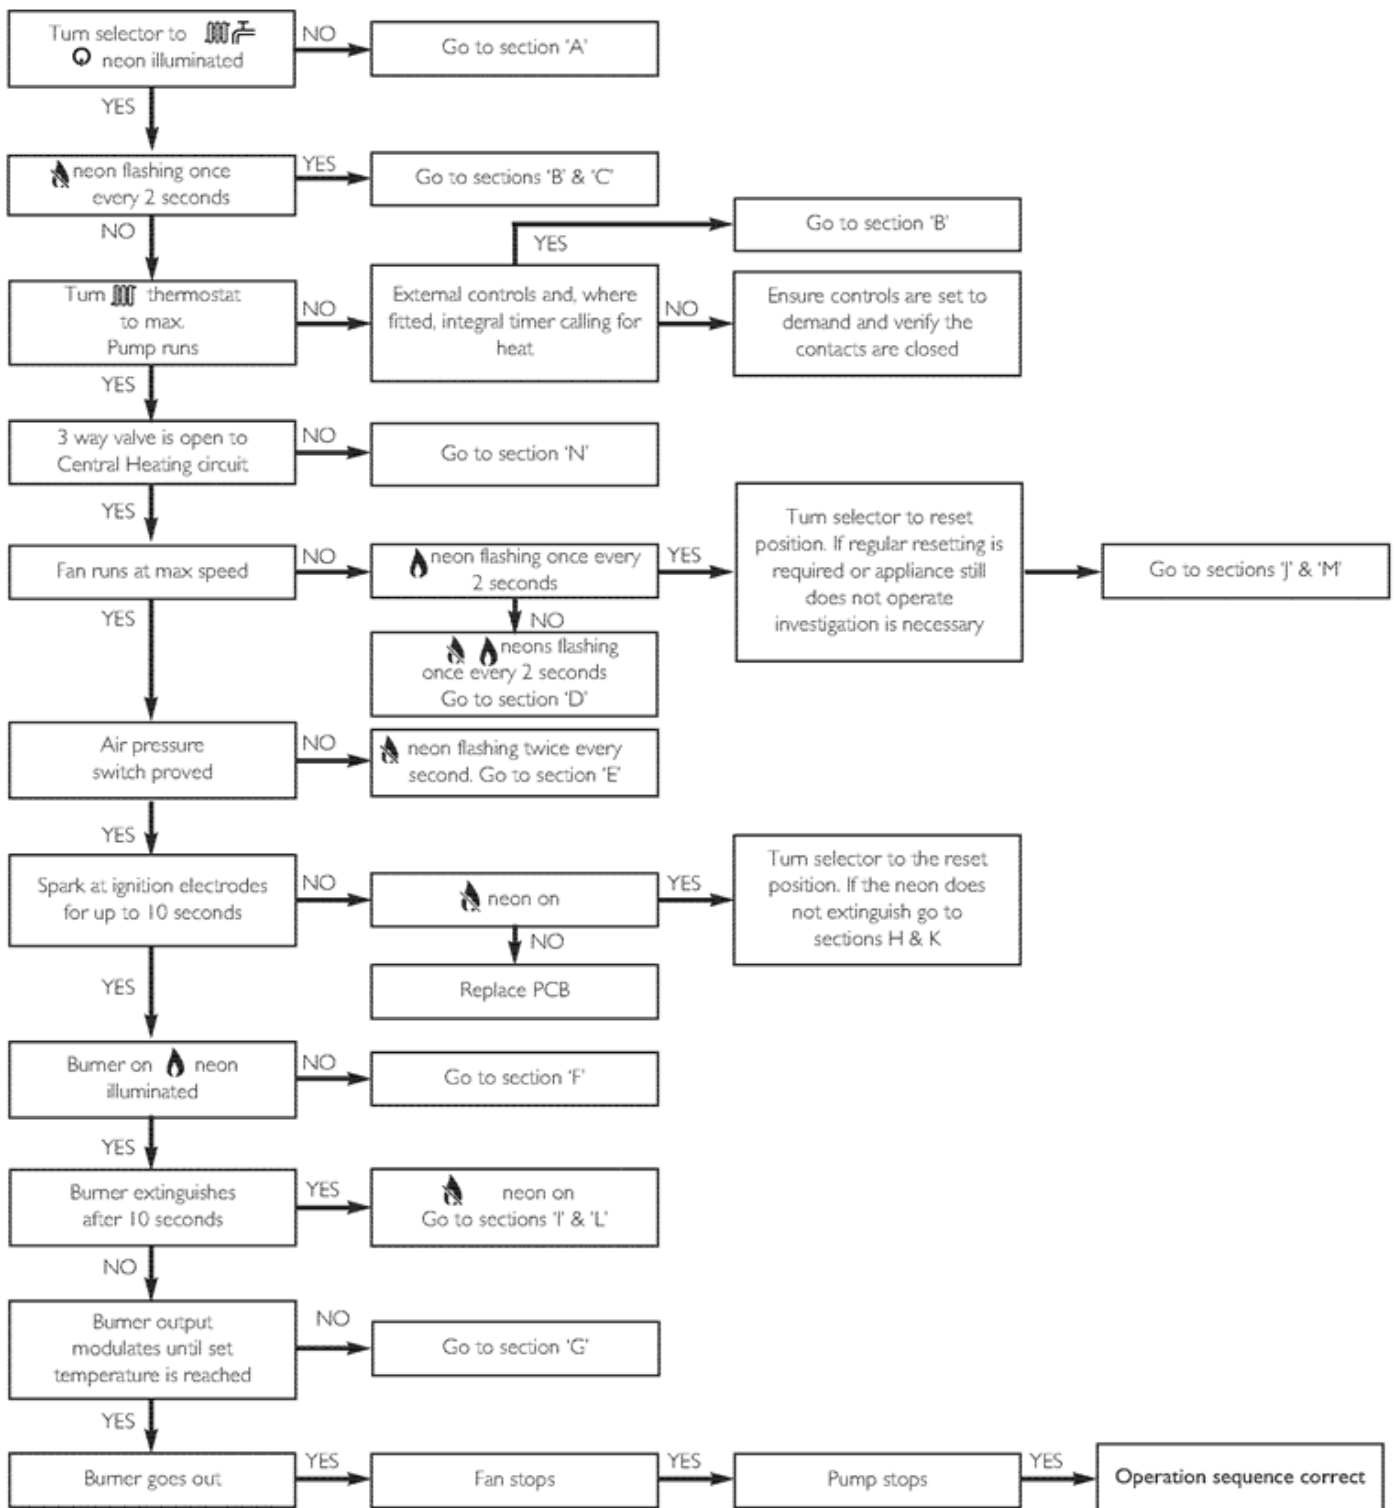 Turn selector to
neon illuminated
NO
Go to section 'A'
YES
neon flashing once
every 2 seconds
YES
Go to sections 'B' & 'C'
NO
Turn thermostat
to max.
Pump runs
NO
External controls and, where
fitted, integral timer calling for
heat
YES
Go to section 'B'
NO
Ensure controls are set to
demand and verify the
contacts are closed
YES
3 way valve is open to
Central Heating circuit
NO
Go to section 'N'
YES
Fan runs at max speed
NO
neon flashing once every
2 seconds
YES
Turn selector to reset
position. If regular resetting is
required or appliance still
does not operate
investigation is necessary
Go to sections 'J' & 'M'
NO
neons flashing
once every 2 seconds
Go to section 'D'
YES
Air pressure
switch proved
NO
neon flashing twice every
second. Go to section 'E'
YES
Spark at ignition electrodes
for up to 10 seconds
NO
neon on
YES
Turn selector to the reset
position. If the neon does
not extinguish go to
sections H & K
NO
Replace PCB
YES
Burner on neon
illuminated
NO
Go to section 'F'
YES
Burner extinguishes
after 10 seconds
YES
neon on
Go to sections 'I' & 'L'
NO
Burner output
modulates until set
temperature is reached
NO
Go to section 'G'
YES
Burner goes out
YES
Fan stops
YES
Pump stops
YES
Operation sequence correct